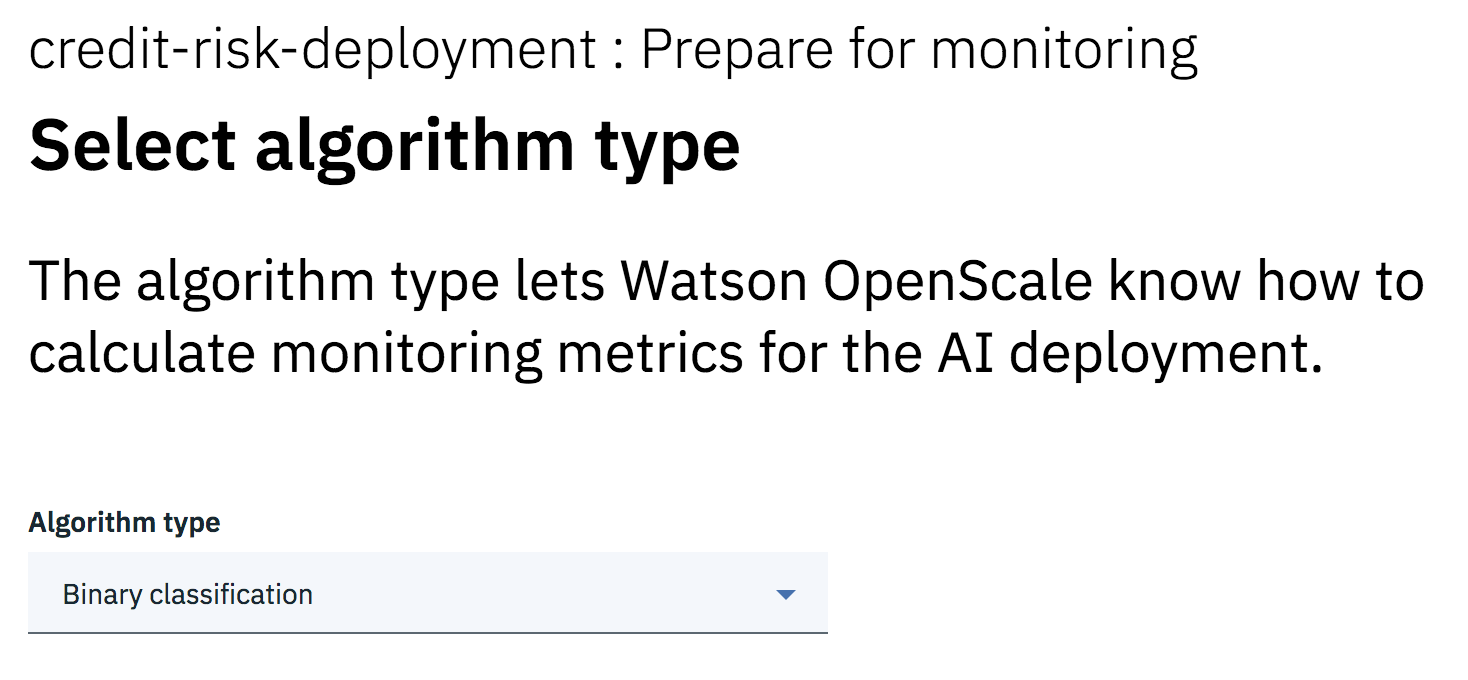 credit-risk-deployment : Prepare for monitoring
Select algorithm type
The algorithm type lets Watson OpenScale know how to
calculate monitoring metrics for the AI deployment.
Algorithm type
Binary classification